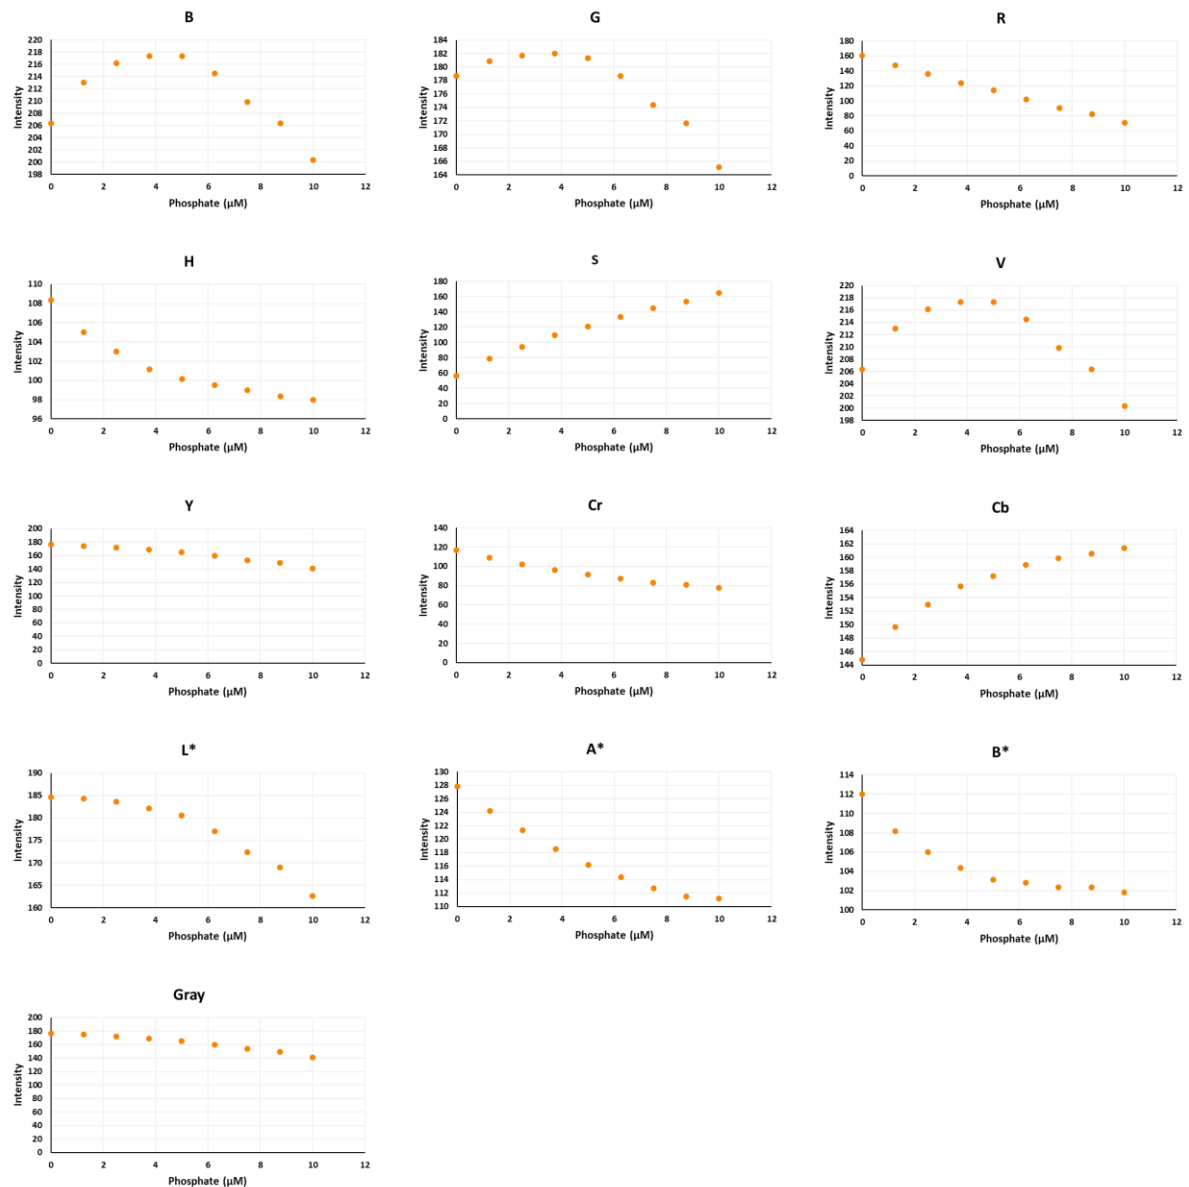 B
Intensity
220
218
216
214
212
210
208
206
204
202
200
198
0 2 4 6 8 10 12
Phosphate (µM)
G
Intensity
184
182
180
178
176
174
172
170
168
166
164
0 2 4 6 8 10 12
Phosphate (µM)
R
Intensity
180
160
140
120
100
80
60
40
20
0
0 2 4 6 8 10 12
Phosphate (µM)
H
Intensity
110
108
106
104
102
100
98
96
0 2 4 6 8 10 12
Phosphate (µM)
S
Intensity
180
160
140
120
100
80
60
40
20
0
0 2 4 6 8 10 12
Phosphate (µM)
V
Intensity
220
218
216
214
212
210
208
206
204
202
200
198
0 2 4 6 8 10 12
Phosphate (µM)
Y
Intensity
200
180
160
140
120
100
80
60
40
20
0
0 2 4 6 8 10 12
Phosphate (µM)
Cr
Intensity
140
120
100
80
60
40
20
0
0 2 4 6 8 10 12
Phosphate (µM)
Cb
Intensity
164
162
160
158
156
154
152
150
148
146
144
0 2 4 6 8 10 12
Phosphate (µM)
L*
Intensity
190
185
180
175
170
165
160
0 2 4 6 8 10 12
Phosphate (µM)
A*
Intensity
130
128
126
124
122
120
118
116
114
112
110
0 2 4 6 8 10 12
Phosphate (µM)
B*
Intensity
114
112
110
108
106
104
102
100
0 2 4 6 8 10 12
Phosphate (µM)
Gray
Intensity
200
180
160
140
120
100
80
60
40
20
0
0 2 4 6 8 10 12
Phosphate (µM)